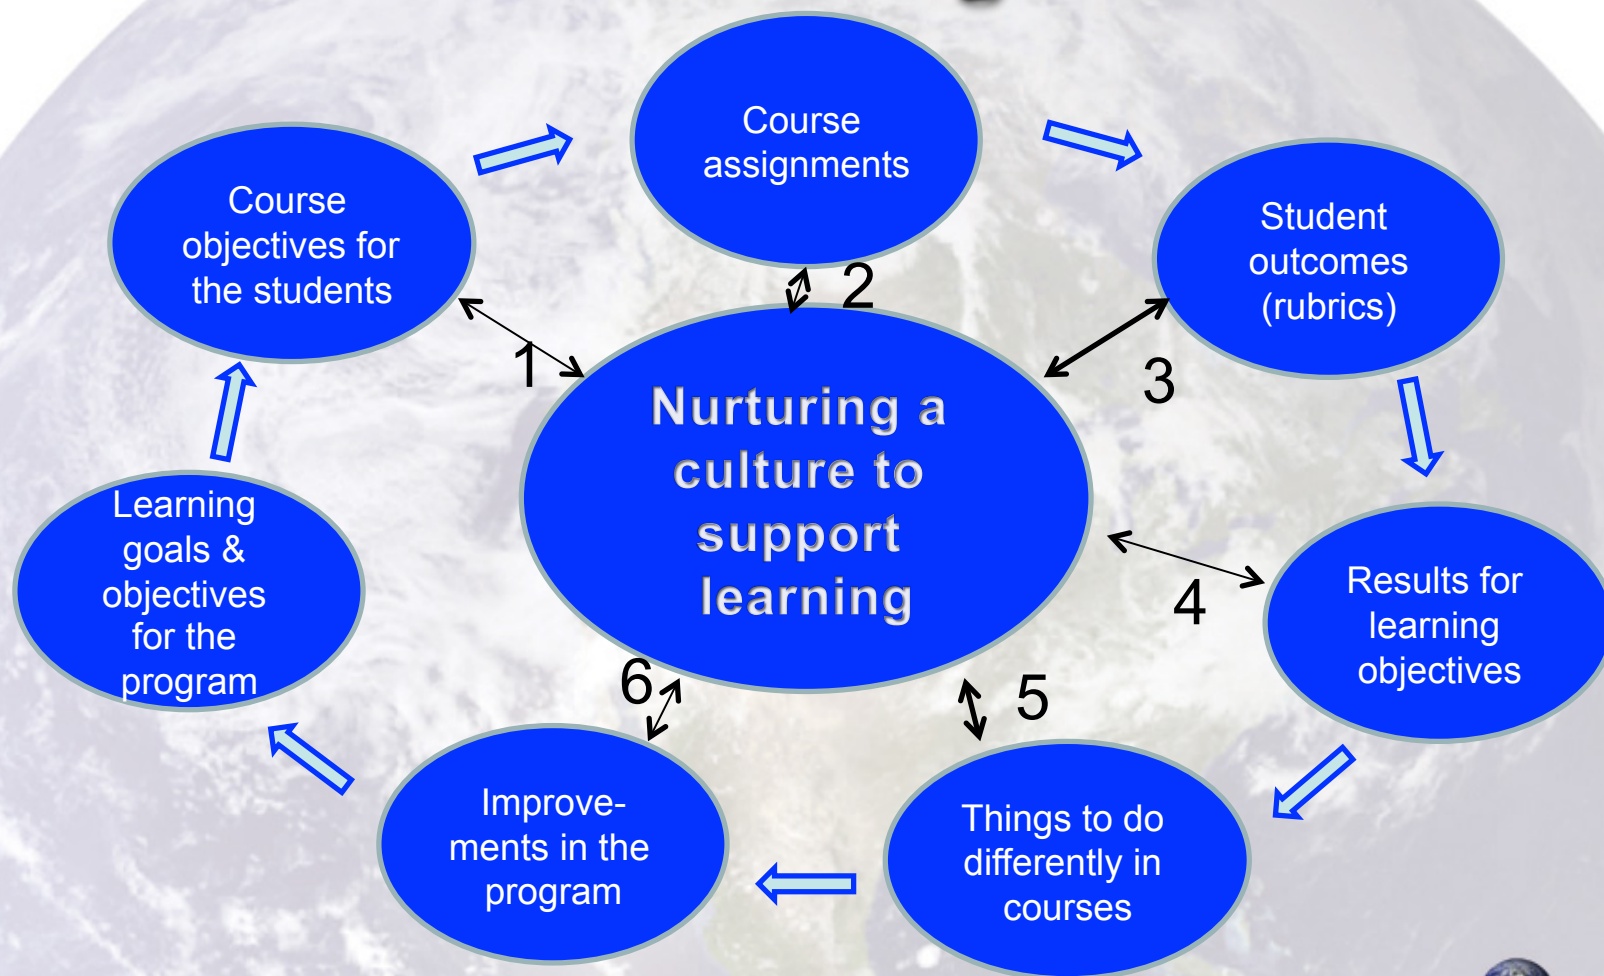 Course
assignments
Course
objectives for
the students
Student
outcomes
(rubrics)
1
2
3
Nurturing a
culture to
support
learning
Learning
goals &
objectives
for the
program
4
Results for
learning
objectives
6
5
Improve-
ments in the
program
Things to do
differently in
courses